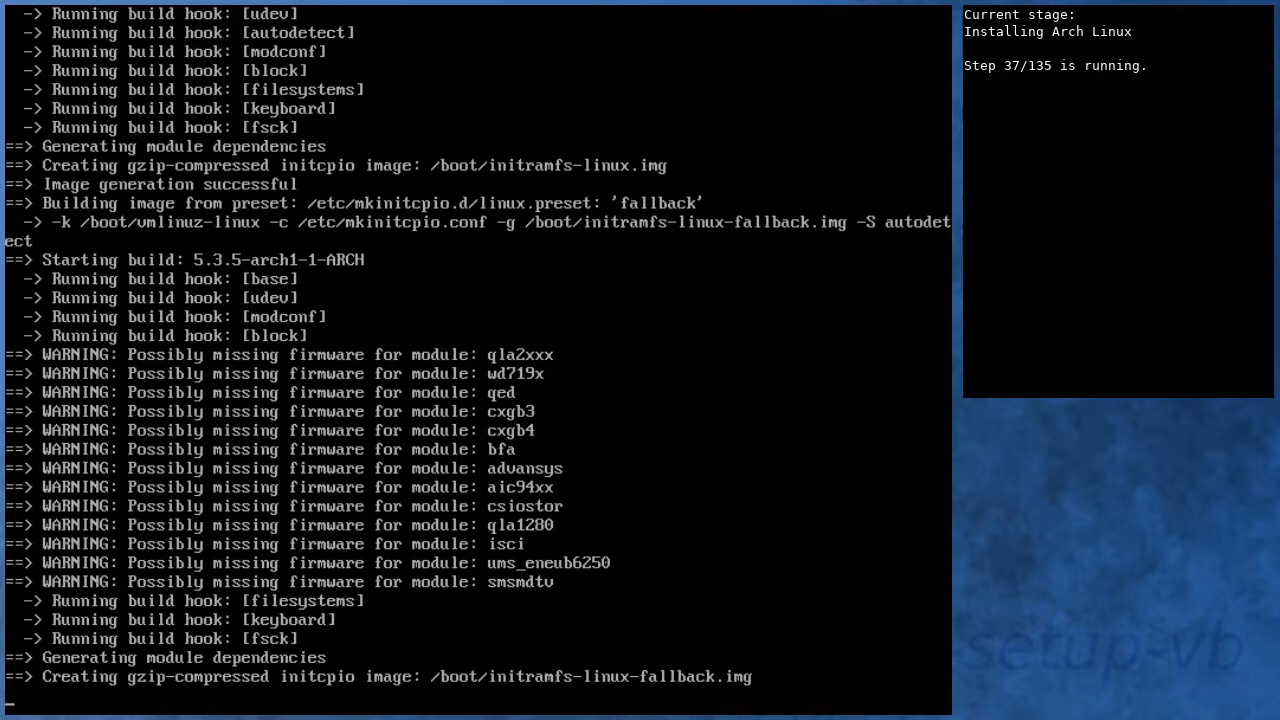 -> Running build hook: [udev]
-> Running build hook: [autodetect]
-> Running build hook: [modconf]
-> Running build hook: [block]
-> Running build hook: [filesystems]
-> Running build hook: [keyboard]
-> Running build hook: [fsck]
==> Generating module dependencies
==> Creating gzip-compressed initcpio image: /boot/initramfs-linux.img
==> Image generation successful
==> Building image from preset: /etc/mkinitcpio.d/linux.preset: 'fallback'
-> -k /boot/vmlinuz-linux -c /etc/mkinitcpio.conf -g /boot/initramfs-linux-fallback.img -S autodet
ect
==> Starting build: 5.3.5-arch1-1-ARCH
-> Running build hook: [base]
-> Running build hook: [udev]
-> Running build hook: [modconf]
-> Running build hook: [block]
==> WARNING: Possibly missing firmware for module: qla2xxx
==> WARNING: Possibly missing firmware for module: wd719x
==> WARNING: Possibly missing firmware for module: qed
==> WARNING: Possibly missing firmware for module: cxgb3
==> WARNING: Possibly missing firmware for module: cxgb4
==> WARNING: Possibly missing firmware for module: bfa
==> WARNING: Possibly missing firmware for module: advansys
==> WARNING: Possibly missing firmware for module: aic94xx
==> WARNING: Possibly missing firmware for module: csiostor
==> WARNING: Possibly missing firmware for module: qla1280
==> WARNING: Possibly missing firmware for module: isci
==> WARNING: Possibly missing firmware for module: ums_eneub6250
==> WARNING: Possibly missing firmware for module: smsmdtv
-> Running build hook: [filesystems]
-> Running build hook: [keyboard]
-> Running build hook: [fsck]
==> Generating module dependencies
==> Creating gzip-compressed initcpio image: /boot/initramfs-linux-fallback.img
_
Current stage:
Installing Arch Linux
Step 37/135 is running.
setup-vb